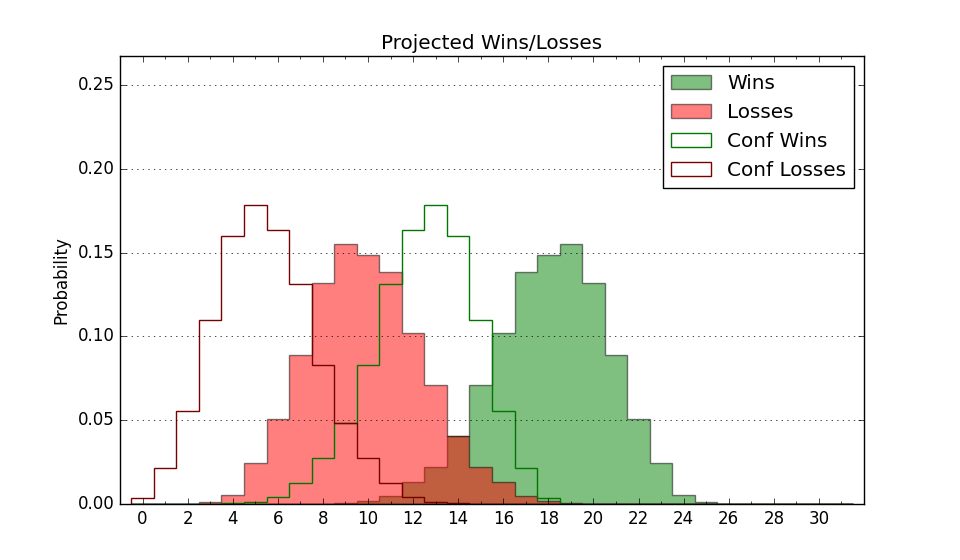 Projected Wins/Losses
Probability
0.25
0.20
0.15
0.10
0.05
0.00
0 2 4 6 8 10 12 14 16 18 20 22 24 26 28 30
Wins
Losses
Conf Wins
Conf Losses